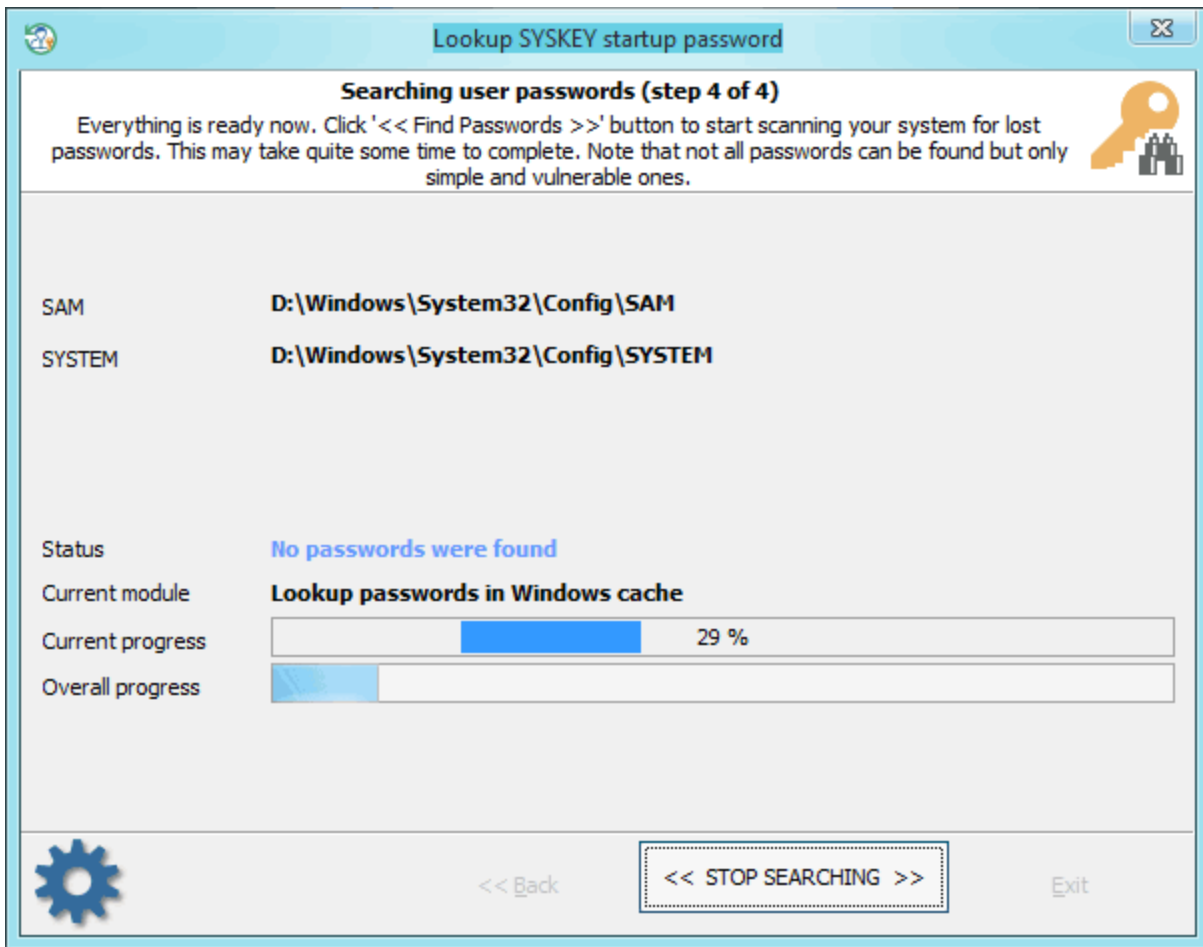 Lookup SYSKEY startup password
Searching user passwords (step 4 of 4)
Everything is ready now. Click '<< Find Passwords >>' button to start scanning your system for lost
passwords. This may take quite some time to complete. Note that not all passwords can be found but only
simple and vulnerable ones.
SAM D:\Windows\System32\Config\SAM
SYSTEM D:\Windows\System32\Config\SYSTEM
Status No passwords were found
Current module Lookup passwords in Windows cache
Current progress 29 %
Overall progress
<< Back << STOP SEARCHING >> Exit